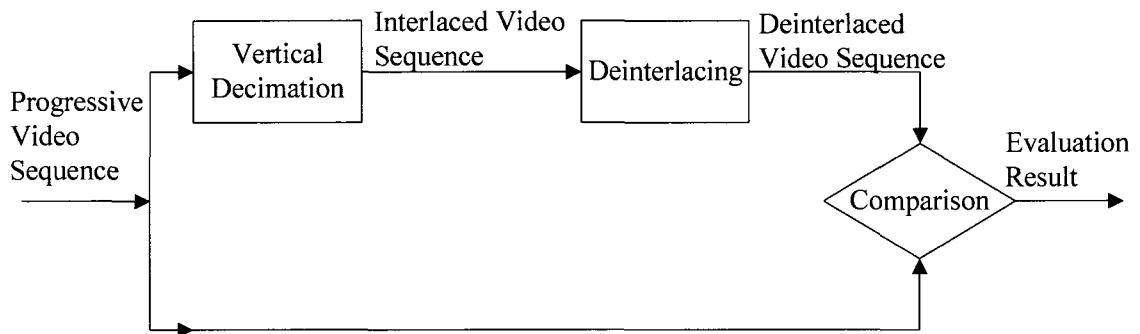 Progressive
Video
Sequence
Vertical
Decimation
Interlaced Video
Sequence
Deinterlacing
Deinterlaced
Video Sequence
Comparison
Evaluation
Result